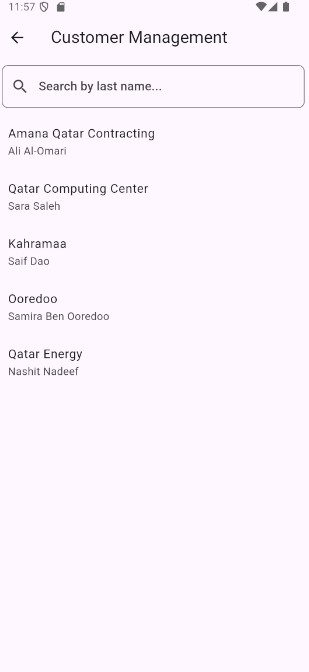 11:57
Customer Management
Search by last name...
Amana Qatar Contracting
Ali Al-Omari
Qatar Computing Center
Sara Saleh
Kahramaa
Saif Dao
Ooredoo
Samira Ben Ooredoo
Qatar Energy
Nashit Nadeef